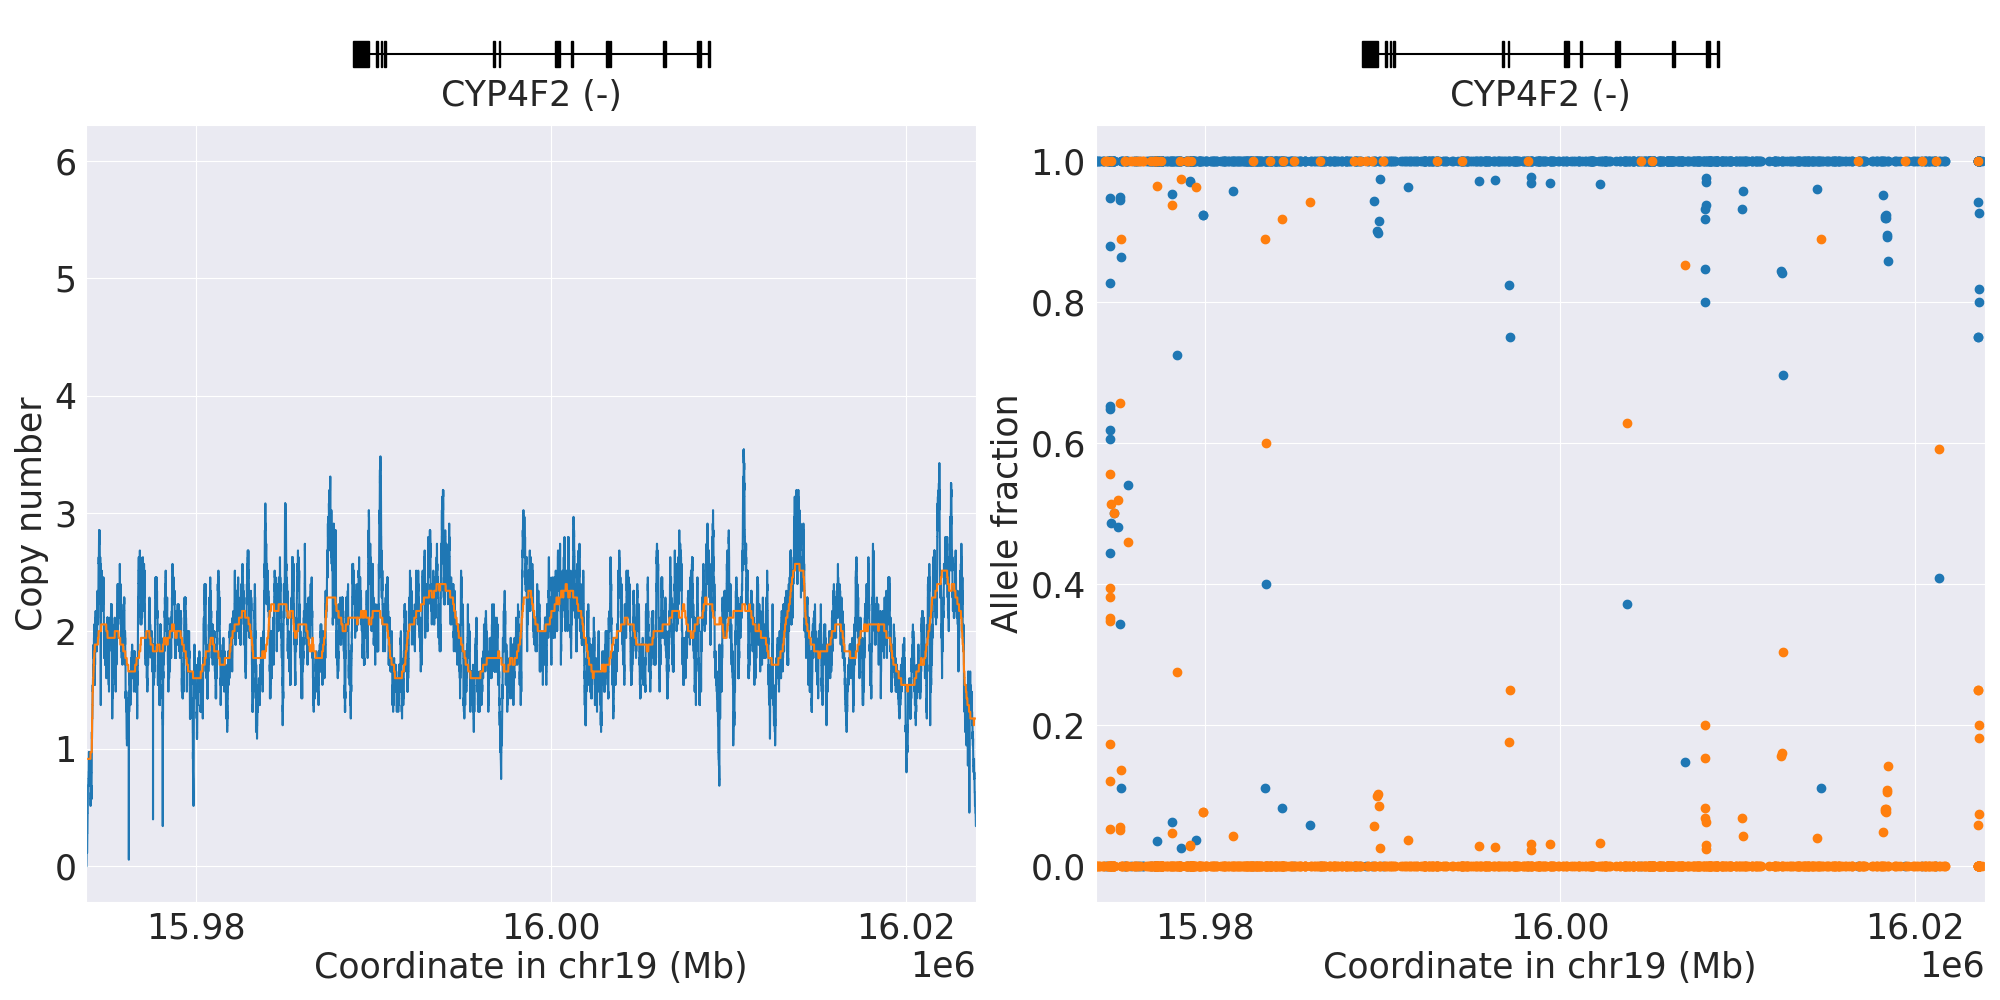 CYP4F2 (-)
Copy number
6
5
4
3
2
1
0
15.98
16.00
16.02
Coordinate in chr19 (Mb)
1e6
CYP4F2 (-)
Allele fraction
1.0
0.8
0.6
0.4
0.2
0.0
15.98
16.00
16.02
Coordinate in chr19 (Mb)
1e6